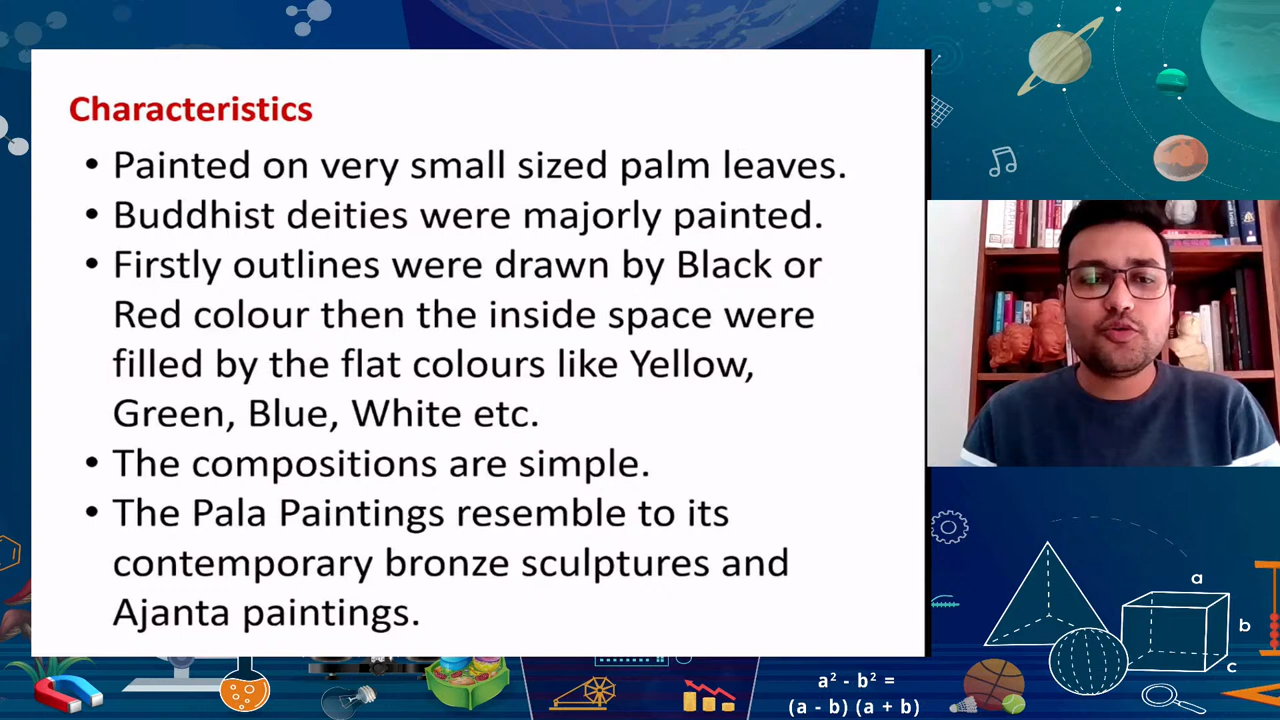 Characteristics
• Painted on very small sized palm leaves.
• Buddhist deities were majorly painted.
• Firstly outlines were drawn by Black or
Red colour then the inside space were
filled by the flat colours like Yellow,
Green, Blue, White etc.
• The compositions are simple.
• The Pala Paintings resemble to its
contemporary bronze sculptures and
Ajanta paintings.
a
b
c
a² - b² =
(a - b) (a + b)